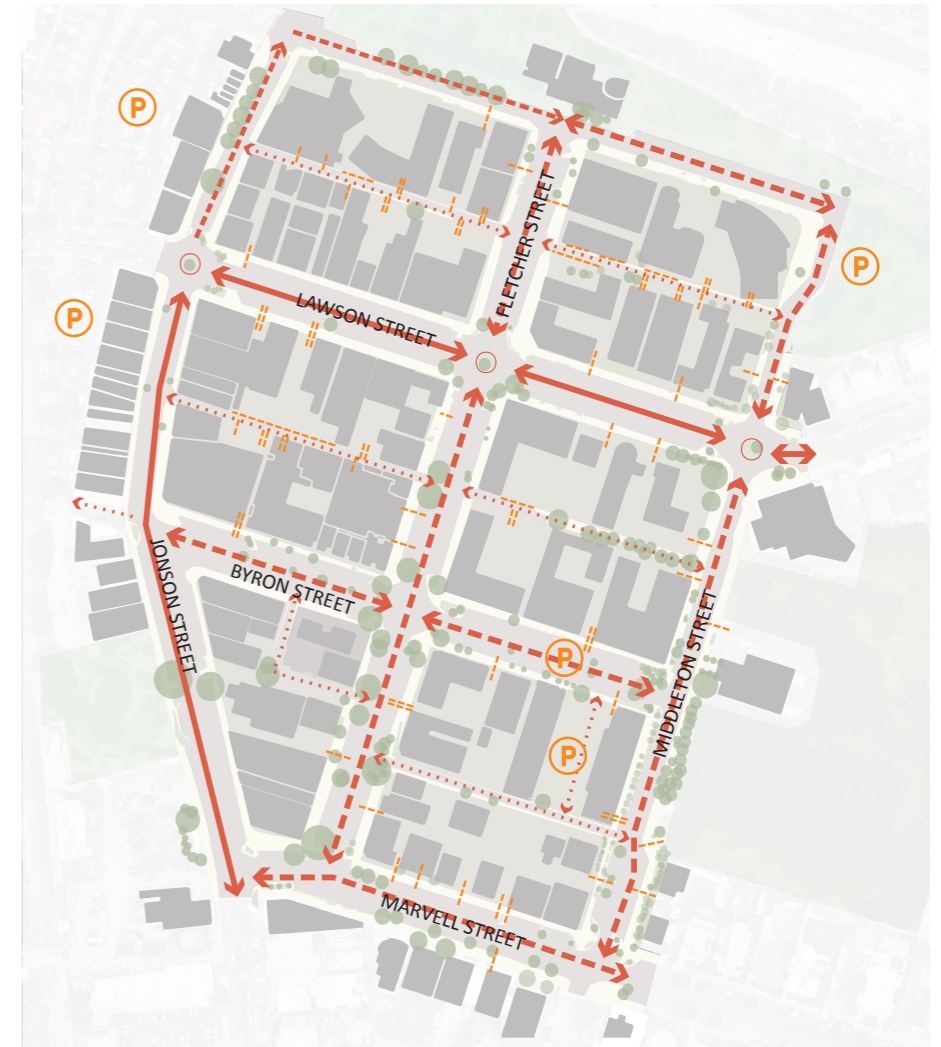 P
FLETCHER STREET
P
LAWSON STREET
P
JONSON STREET
BYRON STREET
MIDDLETON STREET
P
P
MARVELL STREET